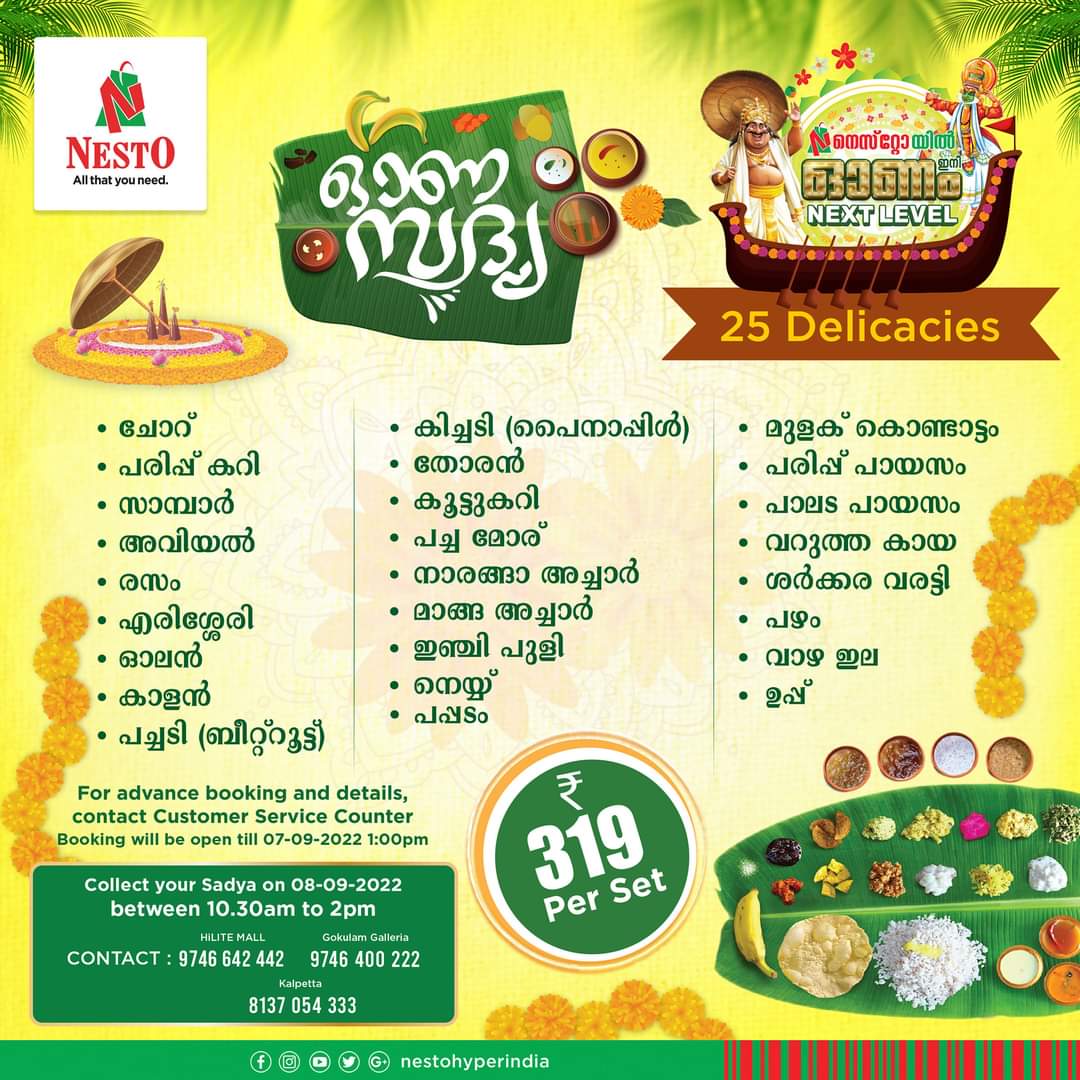 NESTO
All that you need.
ഓണ
സദ്യ
നെസ്റ്റോയിൽ
ഇനി
ഓണം
NEXT LEVEL
25 Delicacies
• ചോറ്
• പരിപ്പ് കറി
• സാമ്പാർ
• അവിയൽ
• രസം
• എരിശ്ശേരി
• ഓലൻ
• കാളൻ
• പച്ചടി (ബീറ്റ്റൂട്ട്)
• കിച്ചടി (പൈനാപ്പിൾ)
• തോരൻ
• കൂട്ടുകറി
• പച്ച മോര്
• നാരങ്ങാ അച്ചാർ
• മാങ്ങ അച്ചാർ
• ഇഞ്ചി പുളി
• നെയ്യ്
• പപ്പടം
• മുളക് കൊണ്ടാട്ടം
• പരിപ്പ് പായസം
• പാലട പായസം
• വറുത്ത കായ
• ശർക്കര വരട്ടി
• പഴം
• വാഴ ഇല
• ഉപ്പ്
For advance booking and details,
contact Customer Service Counter
Booking will be open till 07-09-2022 1:00pm
Collect your Sadya on 08-09-2022
between 10.30am to 2pm
HILITE MALL Gokulam Galleria
CONTACT : 9746 642 442 9746 400 222
Kalpetta
8137 054 333
₹
319
Per Set
nestohyperindia